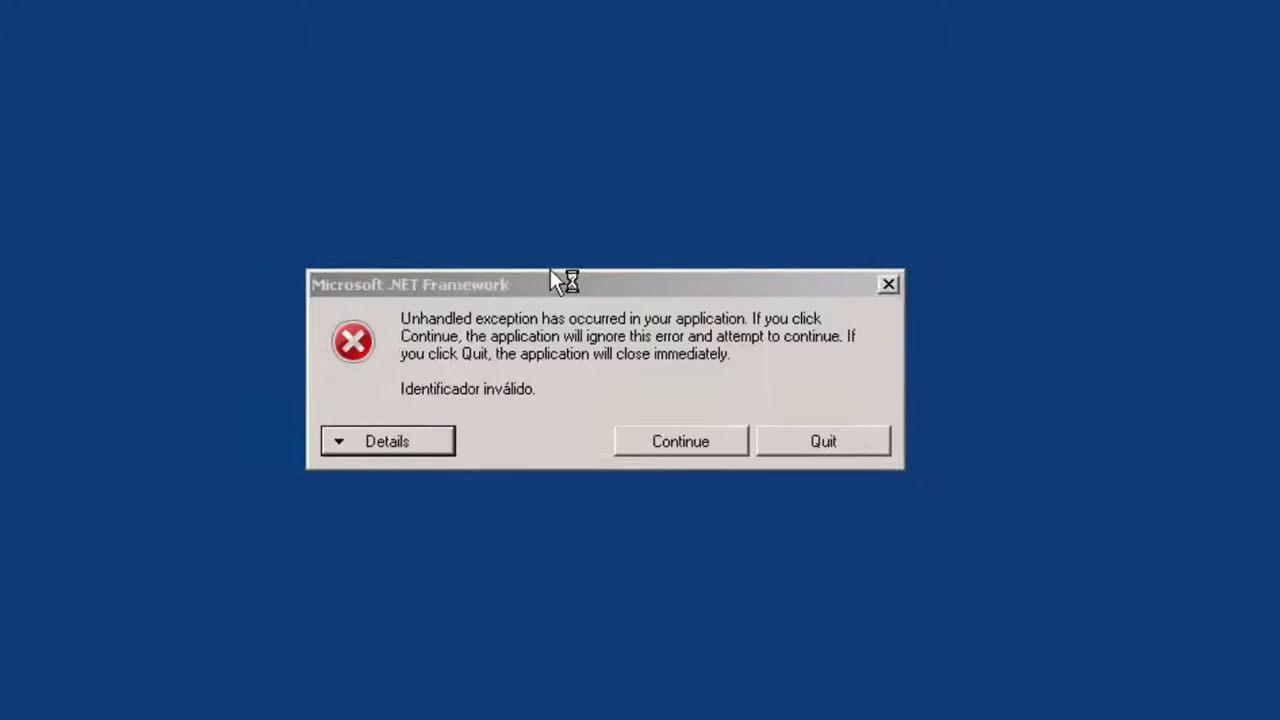 Microsoft .NET Framework
Unhandled exception has occurred in your application. If you click
Continue, the application will ignore this error and attempt to continue. If
you click Quit, the application will close immediately.
Identificador inválido.
Details
Continue
Quit